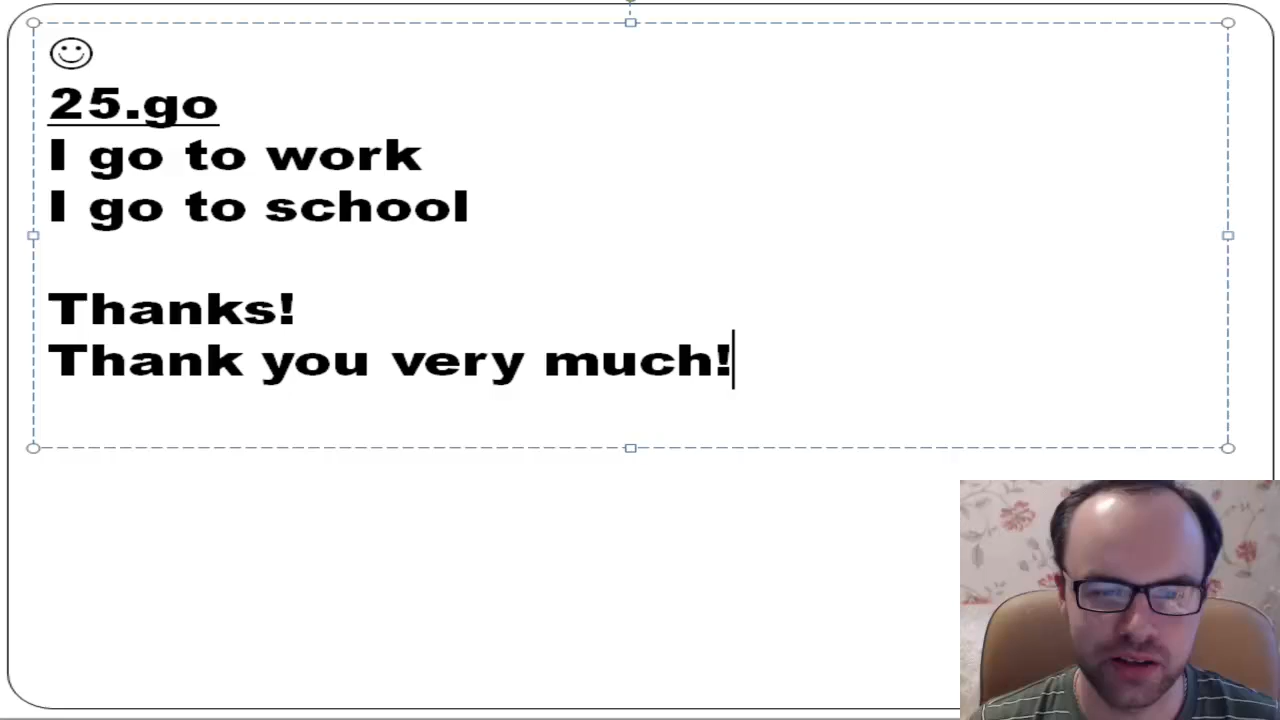 25.go
I go to work
I go to school
Thanks!
Thank you very much!